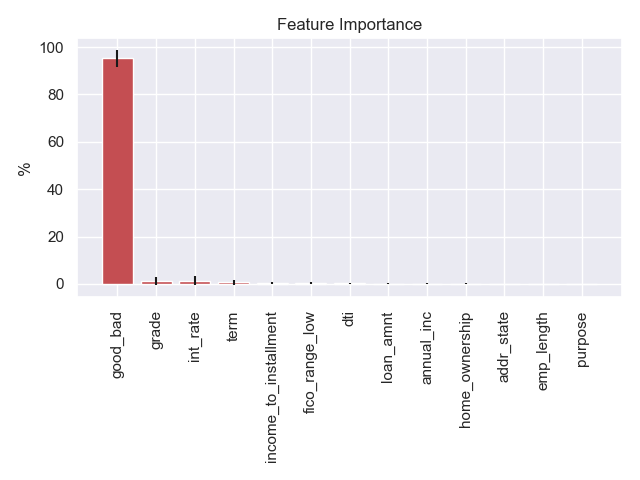 Feature Importance
100
80
60
40
20
0
%
good_bad
grade
int_rate
term
income_to_installment
fico_range_low
dti
loan_amnt
annual_inc
home_ownership
addr_state
emp_length
purpose